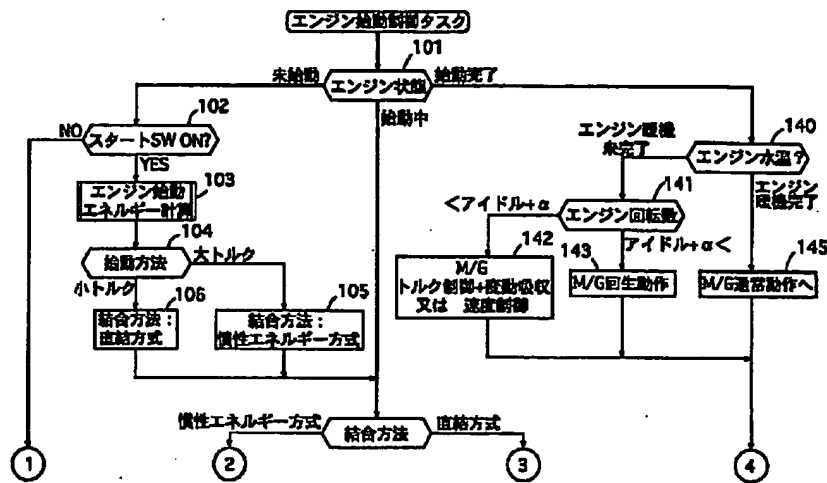 エンジン始動制御タスク
101
未始動
エンジン状態
始動完了
始動中
102
NO
スタートSW ON?
YES
エンジン始動
エネルギー計測
103
104
始動方法
大トルク
小トルク
106
結合方法:
直結方式
105
結合方法:
慣性エネルギー方式
エンジン暖機
未完了
140
エンジン水温?
エンジン
暖機完了
<アイドル+α
141
エンジン回転数
アイドル+α<
142
M/G
トルク制御+変動吸収
又は 速度制御
143
M/G回生動作
145
M/G通常動作へ
慣性エネルギー方式
結合方法
直結方式
1
2
3
4